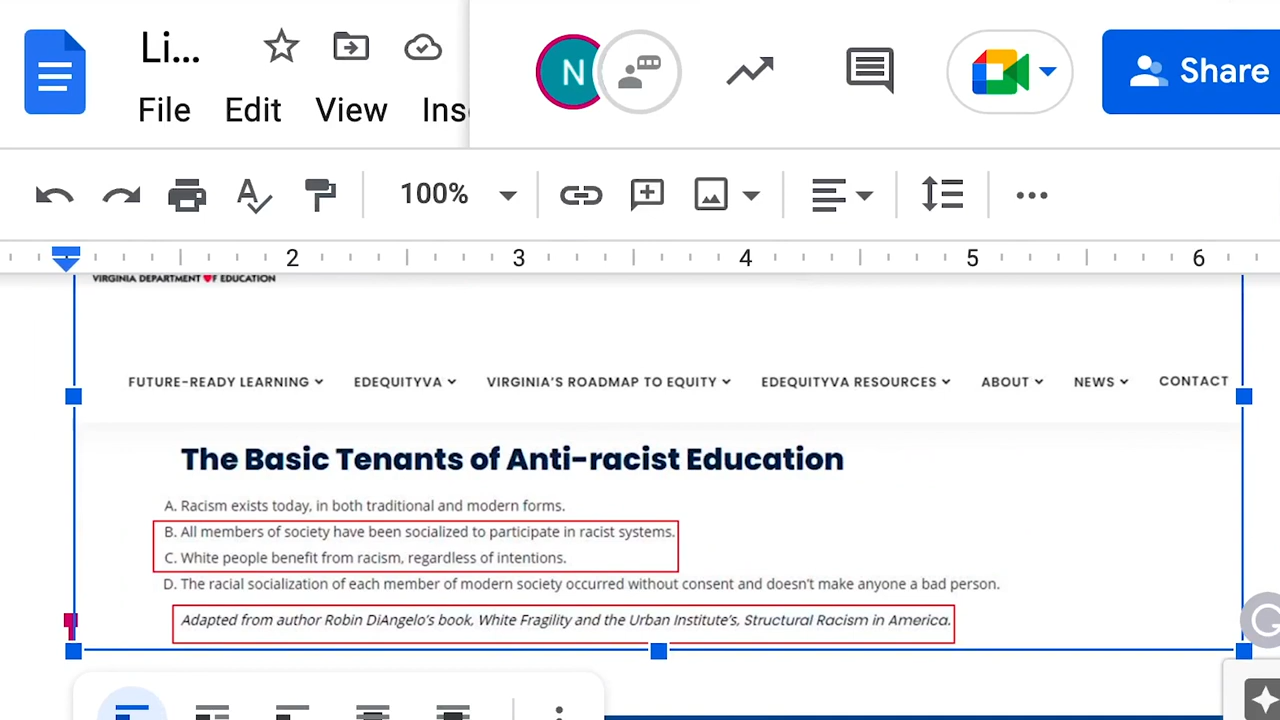 Li...
File Edit View Ins
N
Share
100%
2 3 4 5 6
VIRGINIA DEPARTMENT OF EDUCATION
FUTURE-READY LEARNING EDEQUITYVA VIRGINIA'S ROADMAP TO EQUITY EDEQUITYVA RESOURCES ABOUT NEWS CONTACT
The Basic Tenants of Anti-racist Education
A. Racism exists today, in both traditional and modern forms.
B. All members of society have been socialized to participate in racist systems.
C. White people benefit from racism, regardless of intentions.
D. The racial socialization of each member of modern society occurred without consent and doesn't make anyone a bad person.
Adapted from author Robin DiAngelo's book, White Fragility and the Urban Institute's, Structural Racism in America.